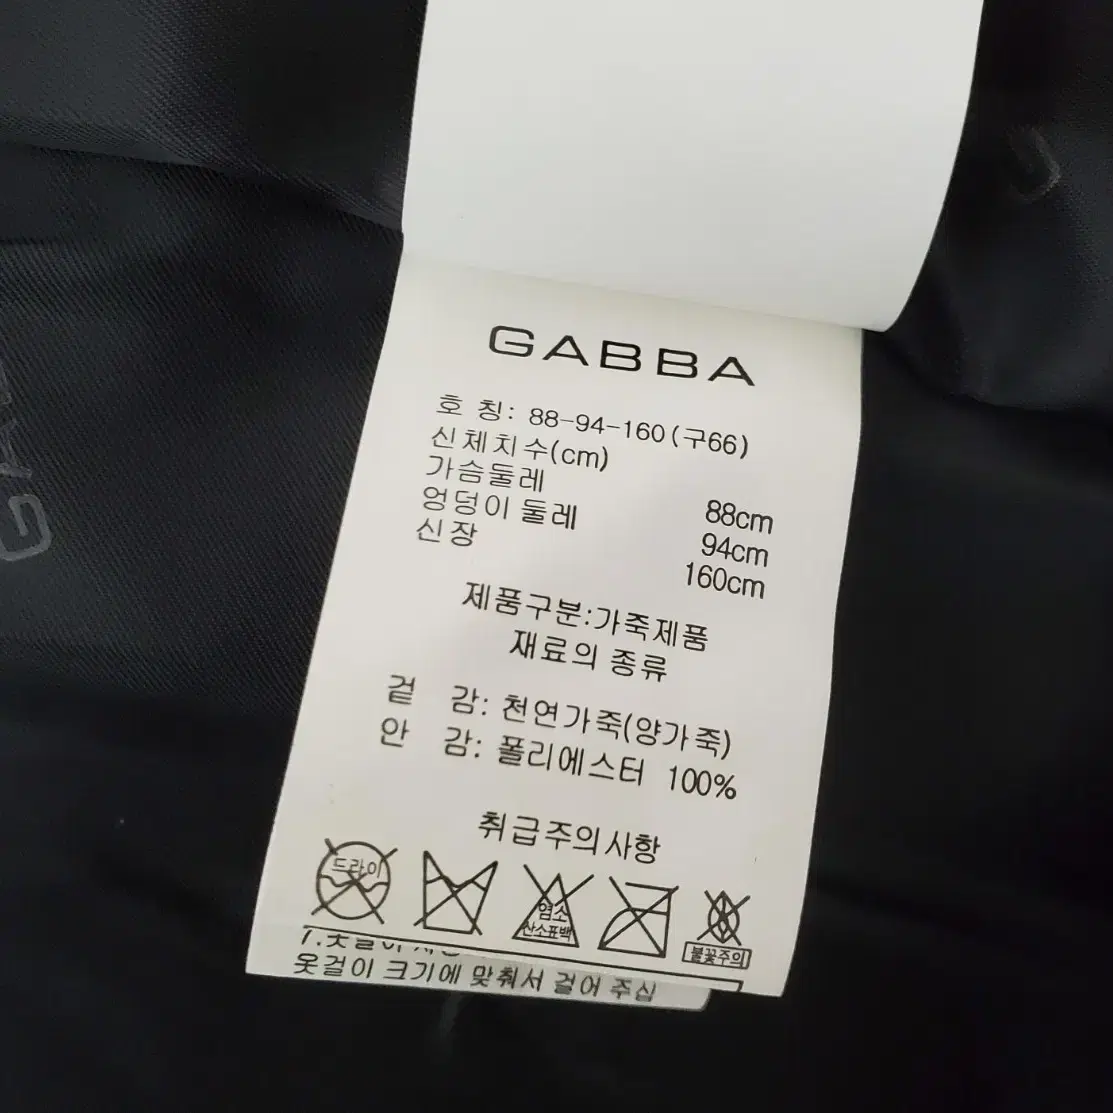 GABBA
호 칭: 88-94-160(구66)
신체치수(cm)
가슴둘레 88cm
엉덩이 둘레 94cm
신장 160cm
제품구분:가죽제품
재료의 종류
겉 감: 천연가죽(양가죽)
안 감: 폴리에스터 100%
취급주의사항
드라이
염소
산소표백
불꽃주의
옷걸이 크기에 맞춰서 걸어 주십